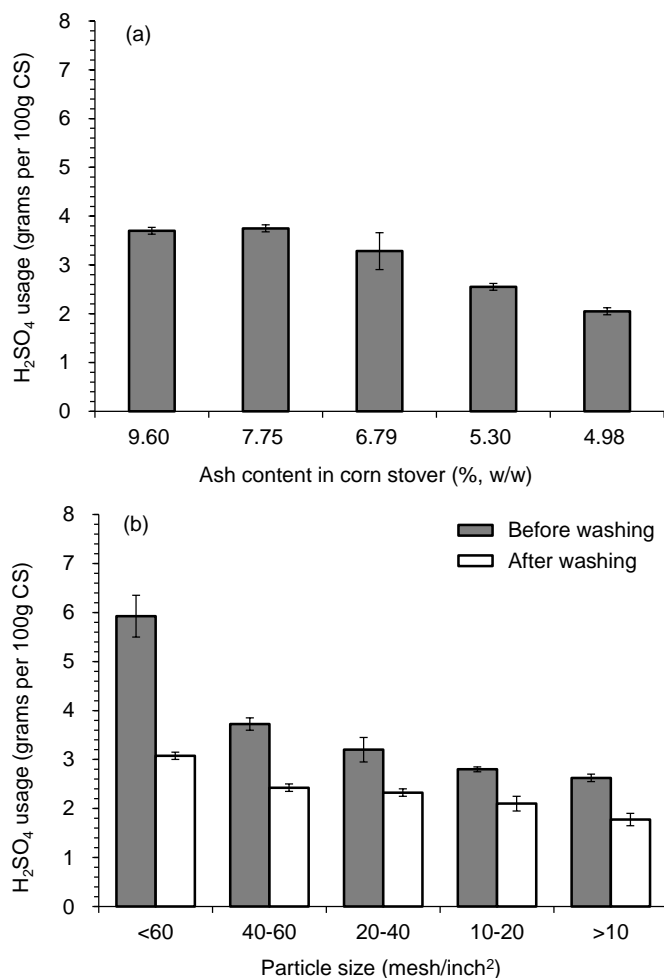 (a)
H₂SO₄ usage (grams per 100g CS)
8
7
6
5
4
3
2
1
0
9.60 7.75 6.79 5.30 4.98
Ash content in corn stover (%, w/w)
(b)
Before washing
After washing
H₂SO₄ usage (grams per 100g CS)
8
7
6
5
4
3
2
1
0
<60 40-60 20-40 10-20 >10
Particle size (mesh/inch²)